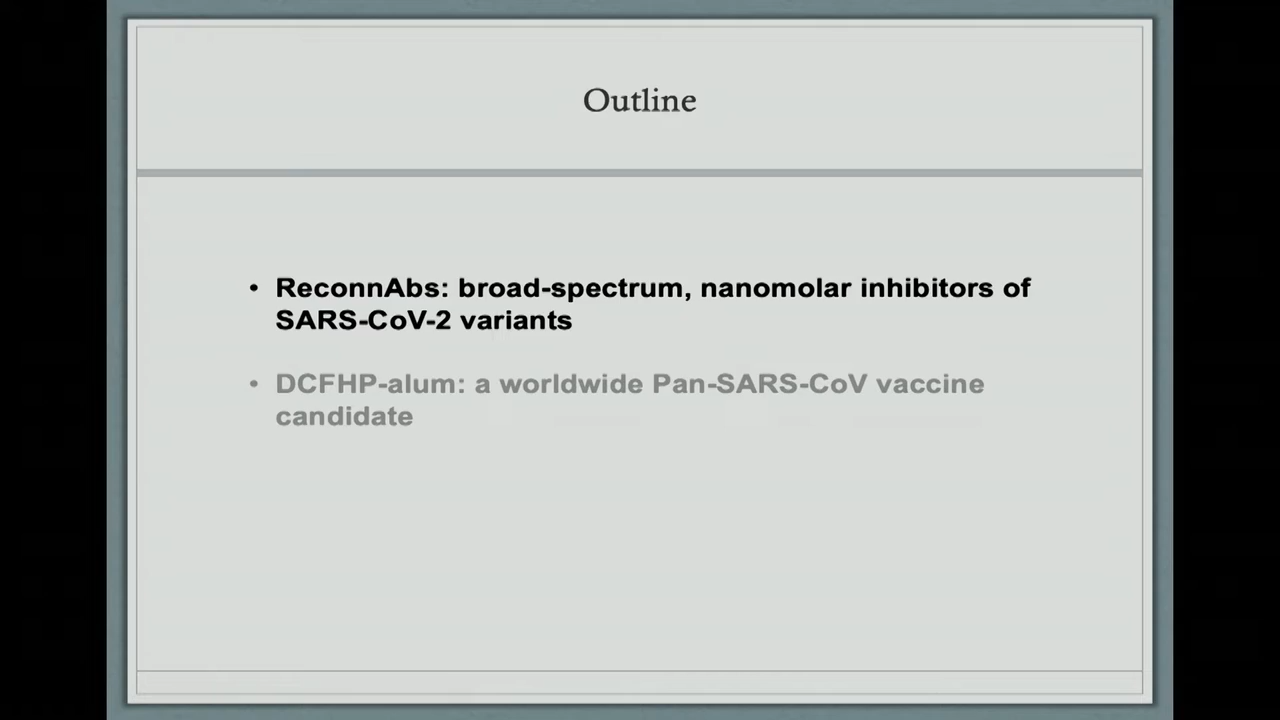 Outline
• ReconnAbs: broad-spectrum, nanomolar inhibitors of
SARS-CoV-2 variants
• DCFHP-alum: a worldwide Pan-SARS-CoV vaccine
candidate